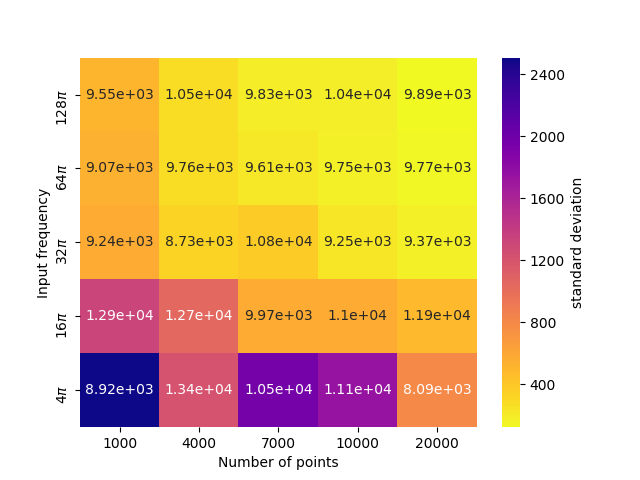 128π 9.55e+03 1.05e+04 9.83e+03 1.04e+04 9.89e+03
64π 9.07e+03 9.76e+03 9.61e+03 9.75e+03 9.77e+03
32π 9.24e+03 8.73e+03 1.08e+04 9.25e+03 9.37e+03
16π 1.29e+04 1.27e+04 9.97e+03 1.1e+04 1.19e+04
4π 8.92e+03 1.34e+04 1.05e+04 1.11e+04 8.09e+03
1000 4000 7000 10000 20000
Number of points
Input frequency
2400
2000
1600
1200
800
400
standard deviation